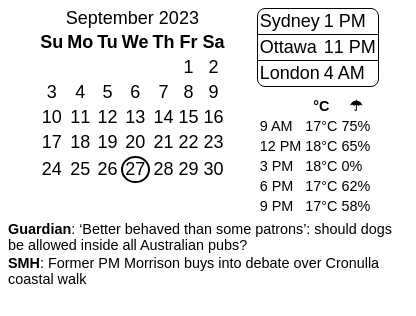 September 2023
Su Mo Tu We Th Fr Sa
1 2
3 4 5 6 7 8 9
10 11 12 13 14 15 16
17 18 19 20 21 22 23
24 25 26 27 28 29 30
Sydney 1 PM
Ottawa 11 PM
London 4 AM
°C ☂
9 AM 17°C 75%
12 PM 18°C 65%
3 PM 18°C 0%
6 PM 17°C 62%
9 PM 17°C 58%
Guardian: ‘Better behaved than some patrons’: should dogs
be allowed inside all Australian pubs?
SMH: Former PM Morrison buys into debate over Cronulla
coastal walk